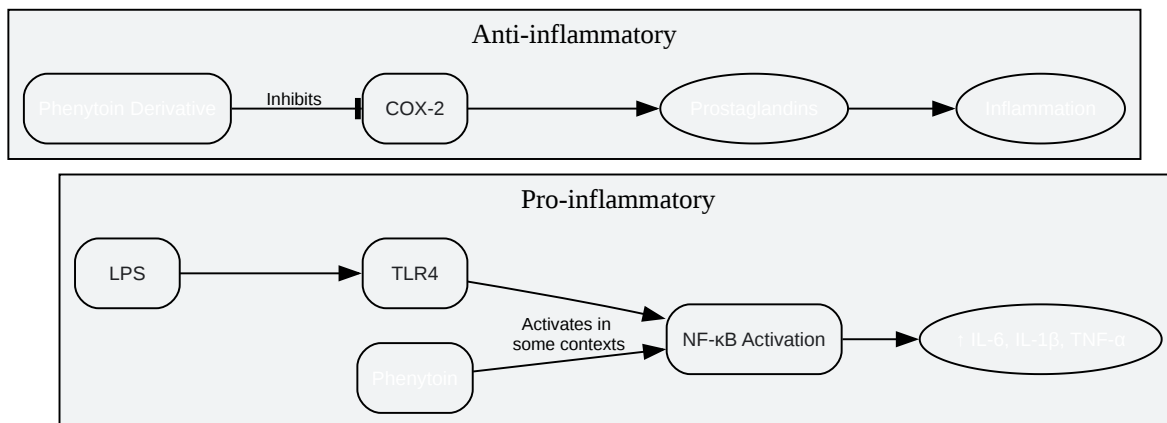 Anti-inflammatory
Phenytoin Derivative
Inhibits
COX-2
Prostaglandins
Inflammation
Pro-inflammatory
LPS
TLR4
Activates in
some contexts
Phenytoin
NF-κB Activation
↑ IL-6, IL-1β, TNF-α